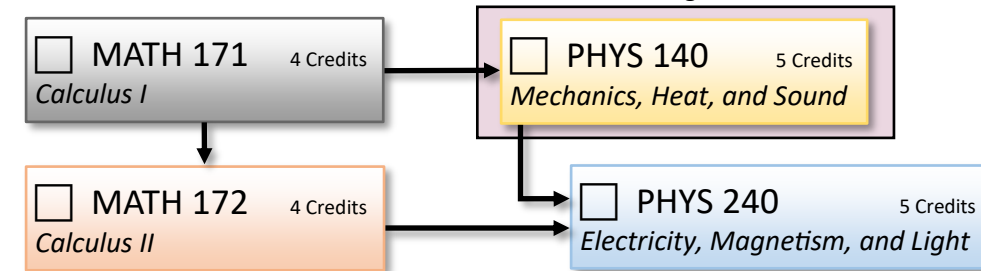 MATH 171 4 Credits
Calculus I
PHYS 140 5 Credits
Mechanics, Heat, and Sound
MATH 172 4 Credits
Calculus II
PHYS 240 5 Credits
Electricity, Magnetism, and Light